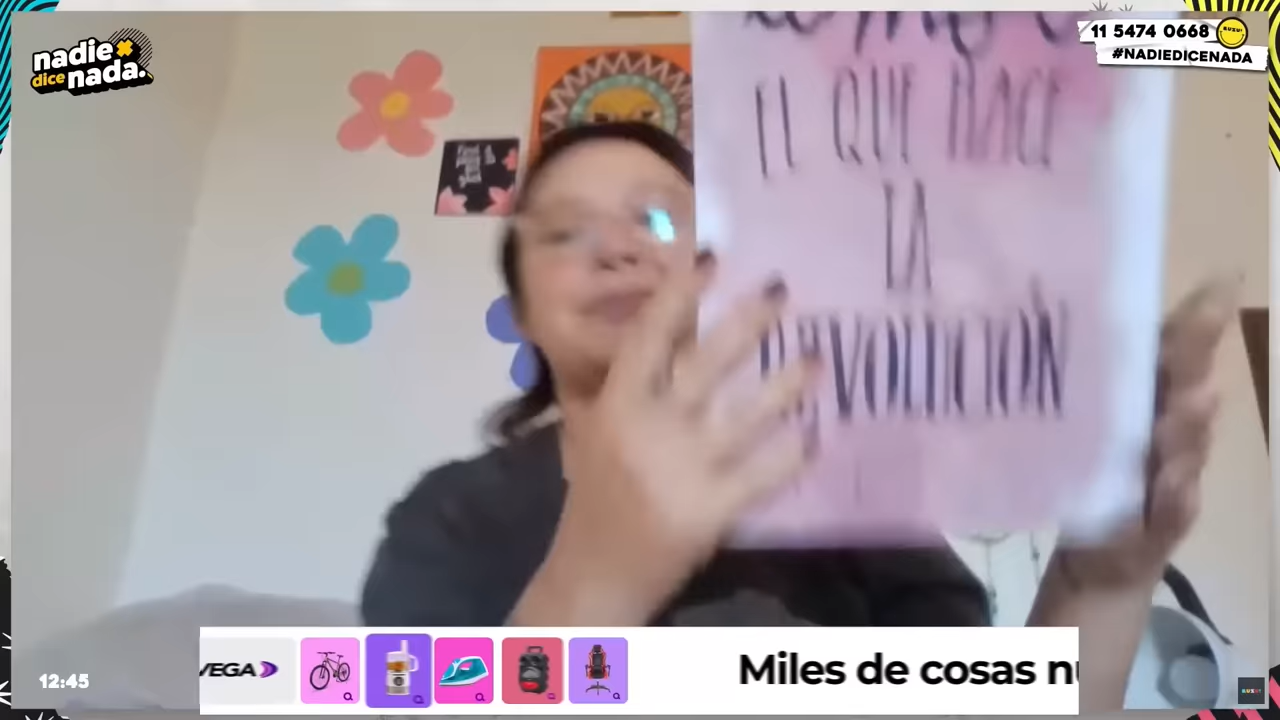 nadie
dice nada.
11 5474 0668
BUZU!
#NADIEDICENADA
EL QUE HACE
LA
REVOLUCIÓN
12:45
VEGA
Miles de cosas nu